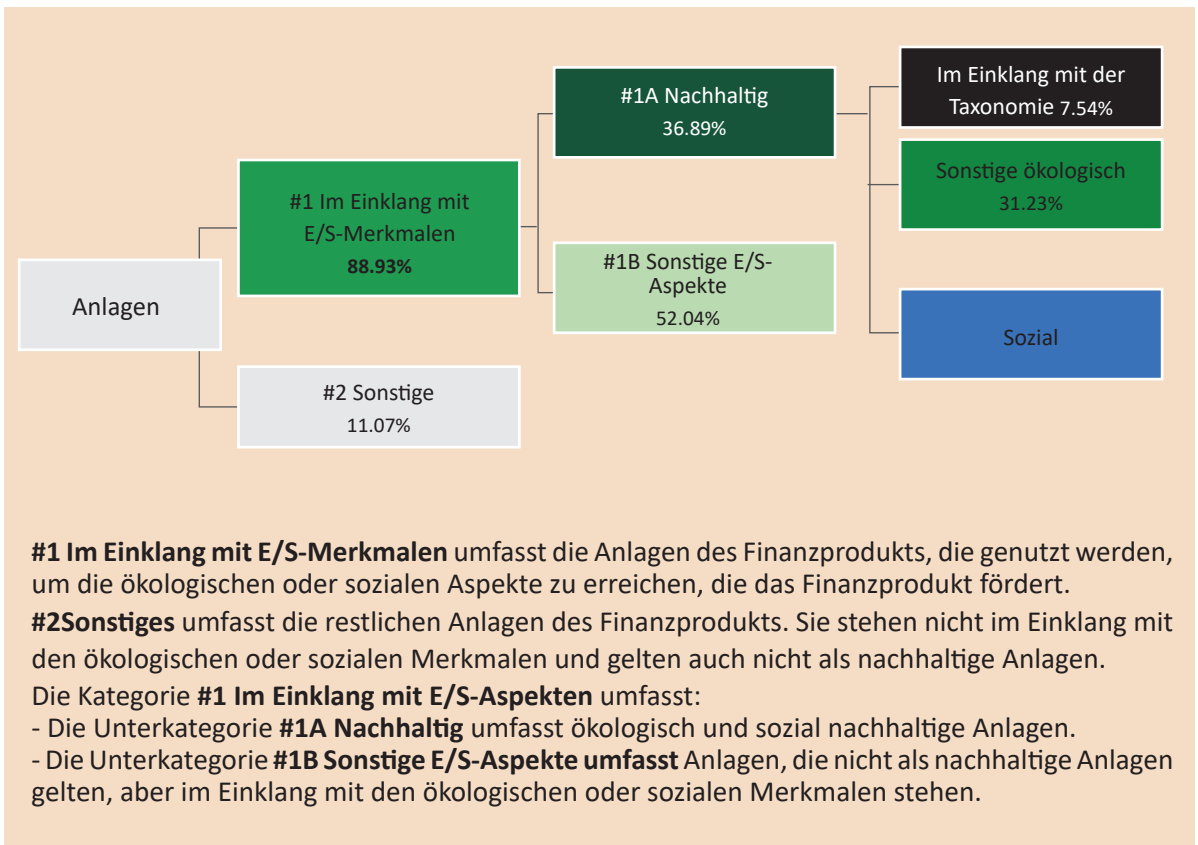 Anlagen
#1 Im Einklang mit
E/S-Merkmalen
88.93%
#2 Sonstige
11.07%
#1A Nachhaltig
36.89%
#1B Sonstige E/S-
Aspekte
52.04%
Im Einklang mit der
Taxonomie 7.54%
Sonstige ökologisch
31.23%
Sozial
#1 Im Einklang mit E/S-Merkmalen umfasst die Anlagen des Finanzprodukts, die genutzt werden,
um die ökologischen oder sozialen Aspekte zu erreichen, die das Finanzprodukt fördert.
#2Sonstiges umfasst die restlichen Anlagen des Finanzprodukts. Sie stehen nicht im Einklang mit
den ökologischen oder sozialen Merkmalen und gelten auch nicht als nachhaltige Anlagen.
Die Kategorie #1 Im Einklang mit E/S-Aspekten umfasst:
- Die Unterkategorie #1A Nachhaltig umfasst ökologisch und sozial nachhaltige Anlagen.
- Die Unterkategorie #1B Sonstige E/S-Aspekte umfasst Anlagen, die nicht als nachhaltige Anlagen
gelten, aber im Einklang mit den ökologischen oder sozialen Merkmalen stehen.